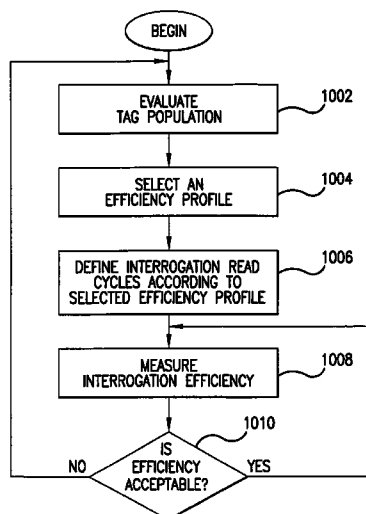 BEGIN
EVALUATE
TAG POPULATION
1002
SELECT AN
EFFICIENCY PROFILE
1004
DEFINE INTERROGATION READ
CYCLES ACCORDING TO
SELECTED EFFICIENCY PROFILE
1006
MEASURE
INTERROGATION EFFICIENCY
1008
1010
IS
EFFICIENCY
ACCEPTABLE?
NO
YES